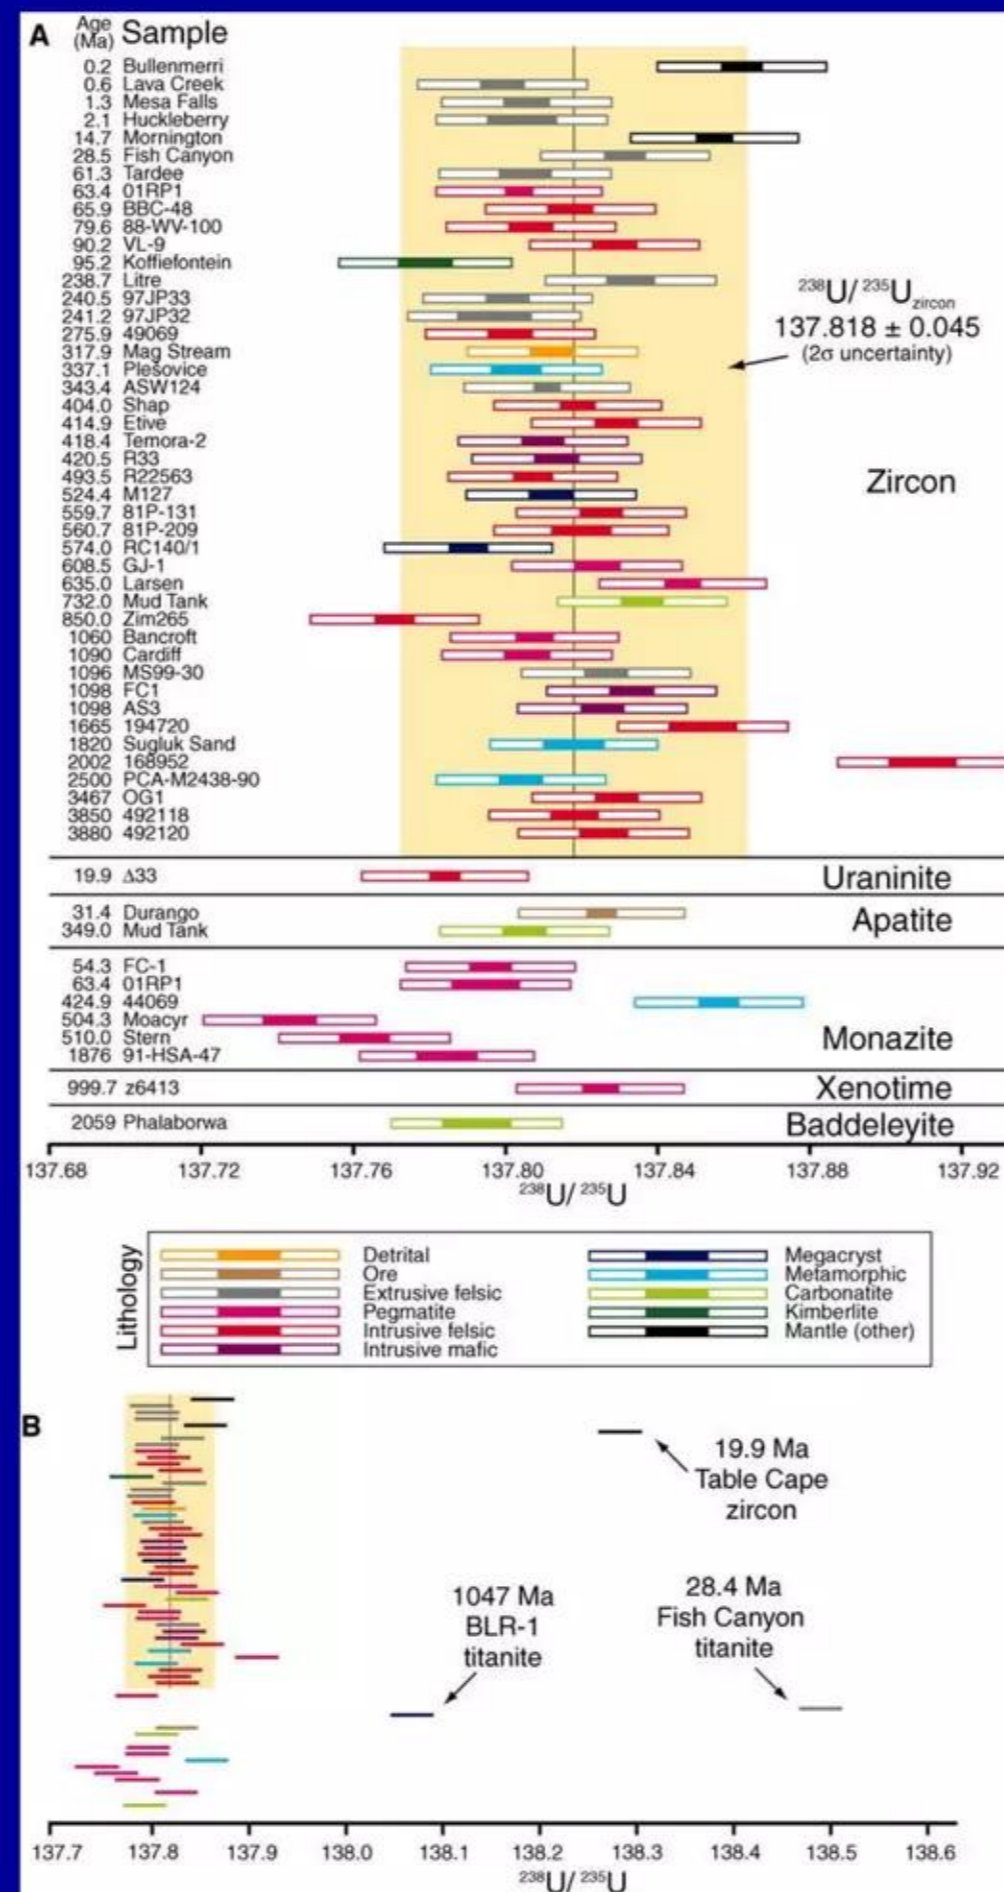 A
Age
(Ma)
Sample
0.2 Bullenmerri
0.6 Lava Creek
1.3 Mesa Falls
2.1 Huckleberry
14.7 Mornington
28.5 Fish Canyon
61.3 Tardee
63.4 01RP1
65.9 BBC-48
79.6 88-WV-100
90.2 VL-9
95.2 Koffiefontein
238.7 Litre
240.5 97JP33
241.2 97JP32
275.9 49069
317.9 Mag Stream
337.1 Plešovice
343.4 ASW124
404.0 Shap
414.9 Etive
418.4 Temora-2
420.5 R33
493.5 R22563
524.4 M127
559.7 81P-131
560.7 81P-209
574.0 RC140/1
608.5 GJ-1
635.0 Larsen
732.0 Mud Tank
850.0 Zim265
1060 Bancroft
1090 Cardiff
1096 MS99-30
1098 FC1
1098 AS3
1665 194720
1820 Sugluk Sand
2002 168952
2500 PCA-M2438-90
3467 OG1
3850 492118
3880 492120
²³⁸U/ ²³⁵U zircon
137.818 ± 0.045
(2σ uncertainty)
Zircon
19.9 Δ33
Uraninite
31.4 Durango
349.0 Mud Tank
Apatite
54.3 FC-1
63.4 01RP1
424.9 44069
504.3 Moacyr
510.0 Stern
1876 91-HSA-47
Monazite
999.7 z6413
Xenotime
2059 Phalaborwa
Baddeleyite
137.68 137.72 137.76 137.80 137.84 137.88 137.92
²³⁸U/ ²³⁵U
Lithology
Detrital
Ore
Extrusive felsic
Pegmatite
Intrusive felsic
Intrusive mafic
Megacryst
Metamorphic
Carbonatite
Kimberlite
Mantle (other)
B
19.9 Ma
Table Cape
zircon
1047 Ma
BLR-1
titanite
28.4 Ma
Fish Canyon
titanite
137.7 137.8 137.9 138.0 138.1 138.2 138.3 138.4 138.5 138.6
²³⁸U/ ²³⁵U